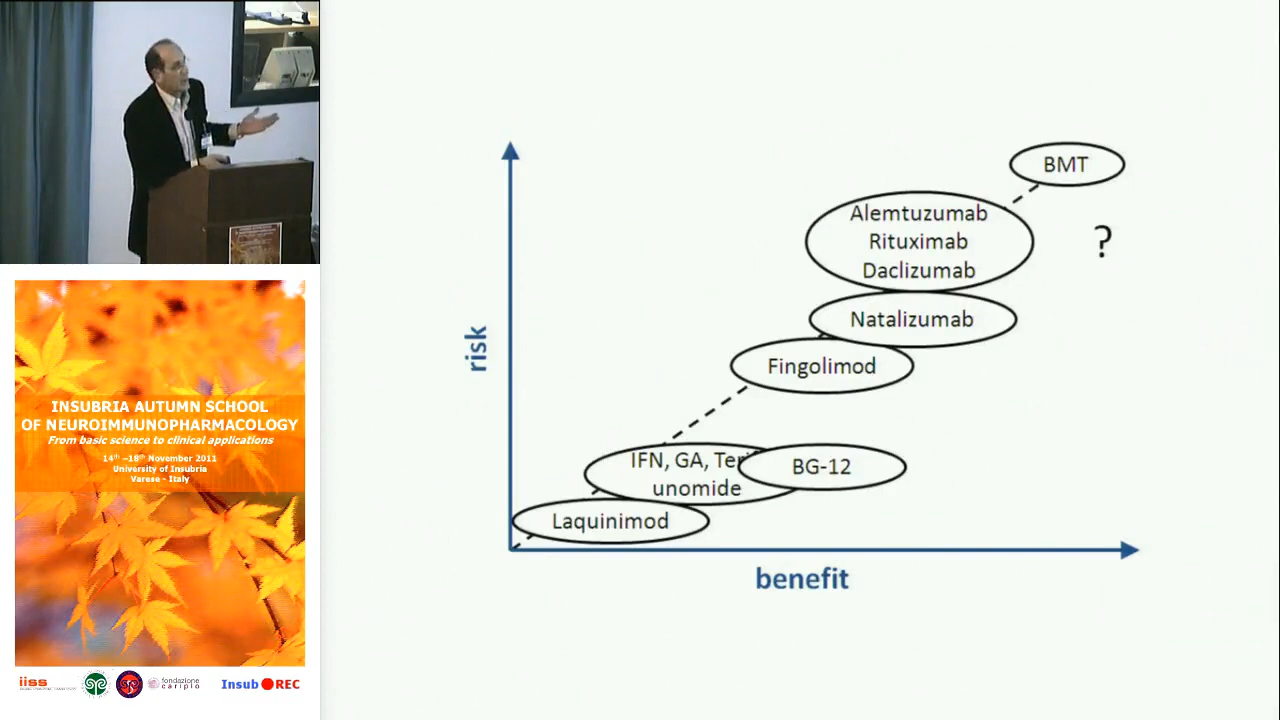 BMT
Alemtuzumab
Rituximab
Daclizumab
?
Natalizumab
Fingolimod
risk
IFN, GA, Teri
unomide
BG-12
Laquinimod
benefit
INSUBRIA AUTUMN SCHOOL
OF NEUROIMMUNOPHARMACOLOGY
From basic science to clinical applications
14th –18th November 2011
University of Insubria
Varese - Italy
iiss
fondazione
cariplo
Insub REC